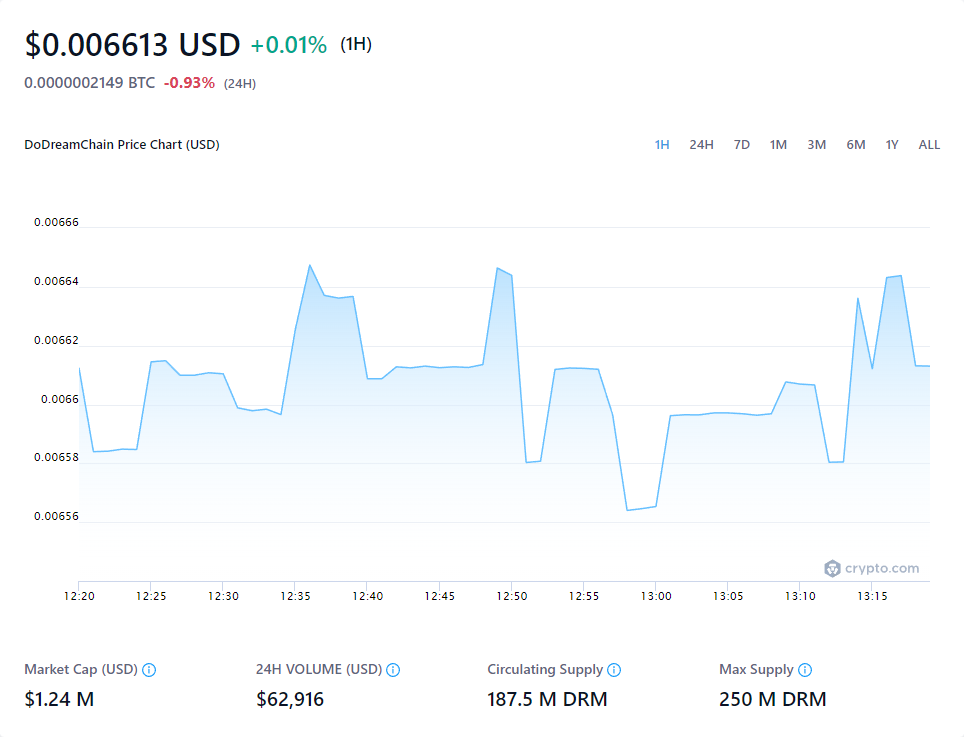 $0.006613 USD +0.01% (1H)
0.0000002149 BTC -0.93% (24H)
DoDreamChain Price Chart (USD)
1H 24H 7D 1M 3M 6M 1Y ALL
0.00666
0.00664
0.00662
0.0066
0.00658
0.00656
crypto.com
12:20 12:25 12:30 12:35 12:40 12:45 12:50 12:55 13:00 13:05 13:10 13:15
Market Cap (USD) 24H VOLUME (USD) Circulating Supply Max Supply
$1.24 M $62,916 187.5 M DRM 250 M DRM